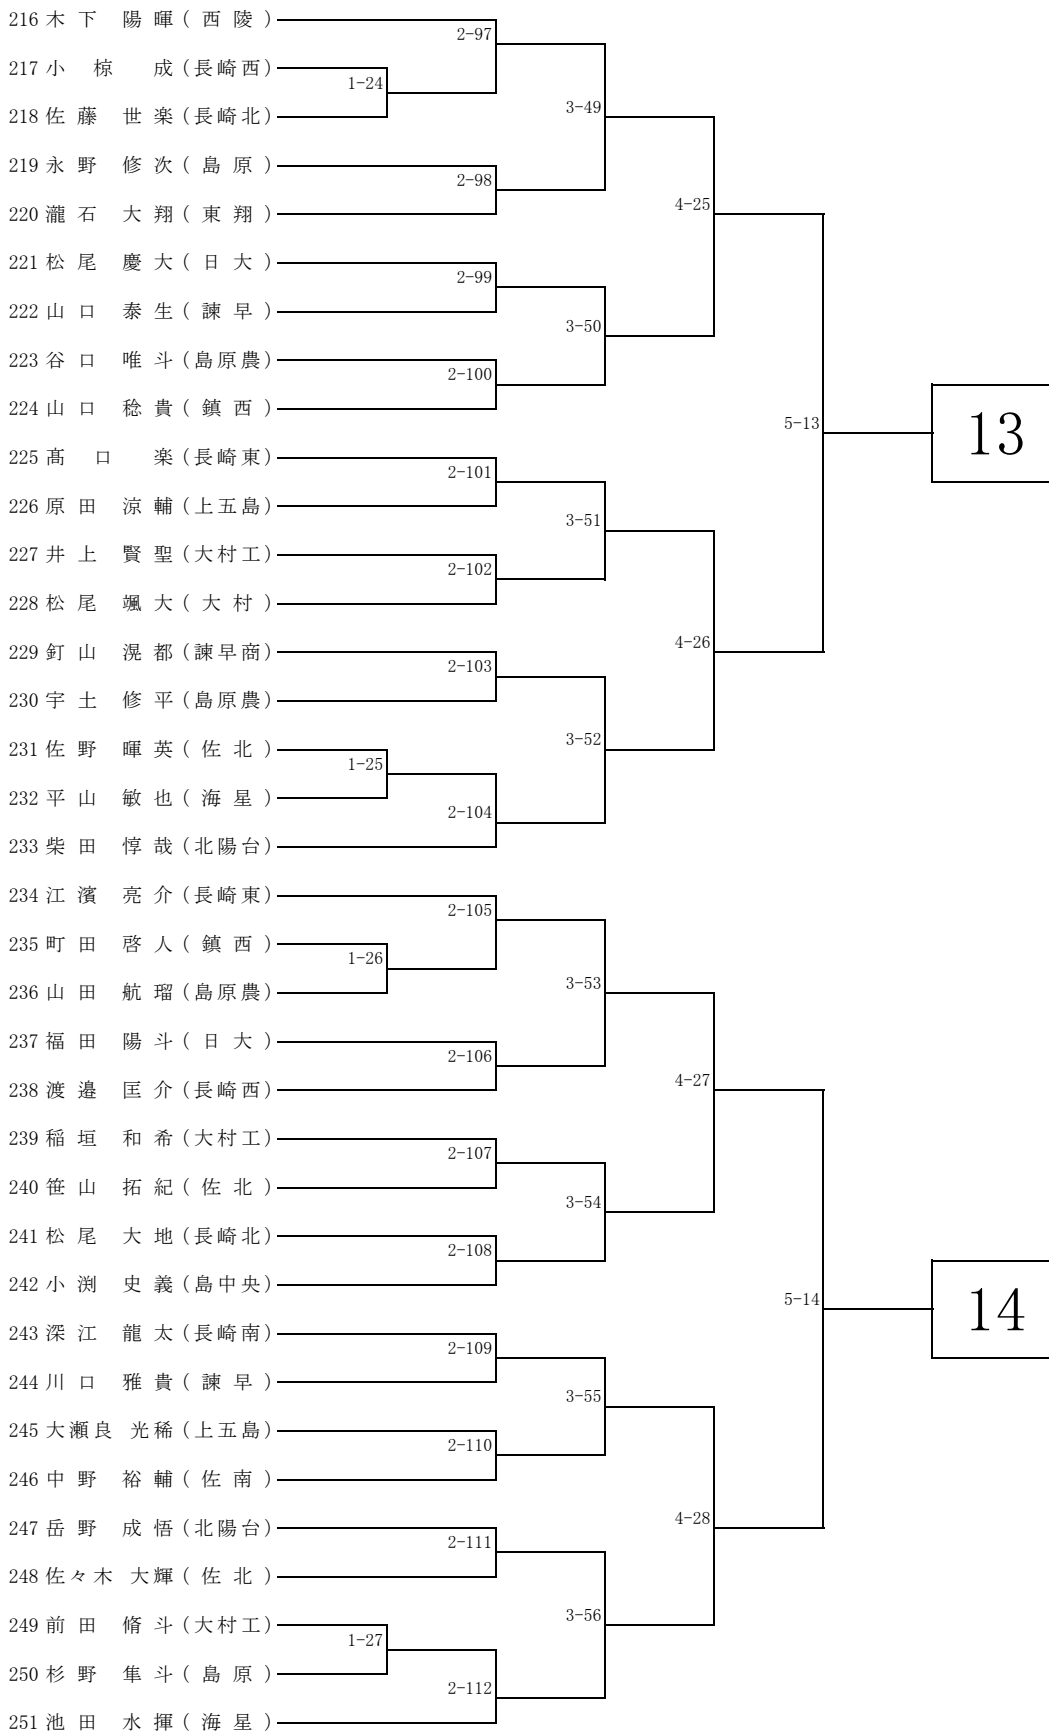 216 木下 陽暉 (西陵)
2-97
217 小椋 成 (長崎西)
1-24
218 佐藤 世楽 (長崎北)
3-49
219 永野 修次 (島原)
2-98
220 瀧石 大翔 (東翔)
4-25
221 松尾 慶大 (日大)
2-99
222 山口 泰生 (諫早)
3-50
223 谷口 唯斗 (島原農)
2-100
224 山口 稔貴 (鎮西)
5-13
13
225 髙口 楽 (長崎東)
2-101
226 原田 涼輔 (上五島)
3-51
227 井上 賢聖 (大村工)
2-102
228 松尾 颯大 (大村)
4-26
229 釘山 滉都 (諫早商)
2-103
230 宇土 修平 (島原農)
3-52
231 佐野 暉英 (佐北)
1-25
232 平山 敏也 (海星)
2-104
233 柴田 惇哉 (北陽台)
234 江濱 亮介 (長崎東)
2-105
235 町田 啓人 (鎮西)
1-26
236 山田 航瑠 (島原農)
3-53
237 福田 陽斗 (日大)
2-106
238 渡邉 匡介 (長崎西)
4-27
239 稲垣 和希 (大村工)
2-107
240 笹山 拓紀 (佐北)
3-54
241 松尾 大地 (長崎北)
2-108
242 小渕 史義 (島中央)
5-14
14
243 深江 龍太 (長崎南)
2-109
244 川口 雅貴 (諫早)
3-55
245 大瀬良 光稀 (上五島)
2-110
246 中野 裕輔 (佐南)
4-28
247 岳野 成悟 (北陽台)
2-111
248 佐々木 大輝 (佐北)
3-56
249 前田 脩斗 (大村工)
1-27
250 杉野 隼斗 (島原)
2-112
251 池田 水揮 (海星)